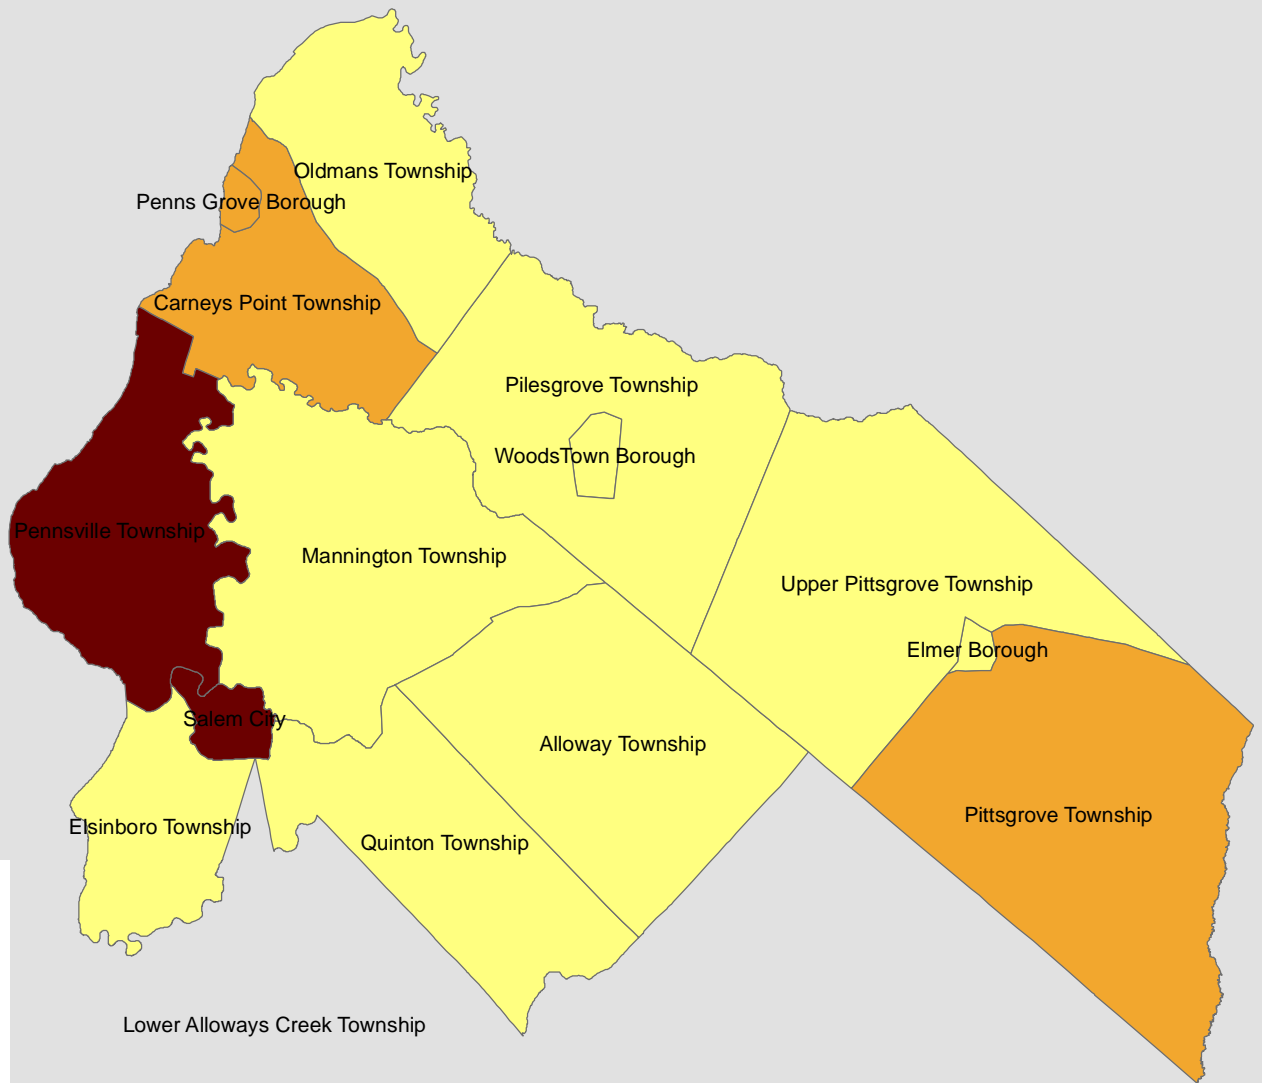 Oldmans Township
Penns Grove Borough
Carneys Point Township
Pilesgrove Township
WoodsTown Borough
Pennsville Township
Mannington Township
Upper Pittsgrove Township
Elmer Borough
Salem City
Alloway Township
Pittsgrove Township
Elsinboro Township
Quinton Township
Lower Alloways Creek Township